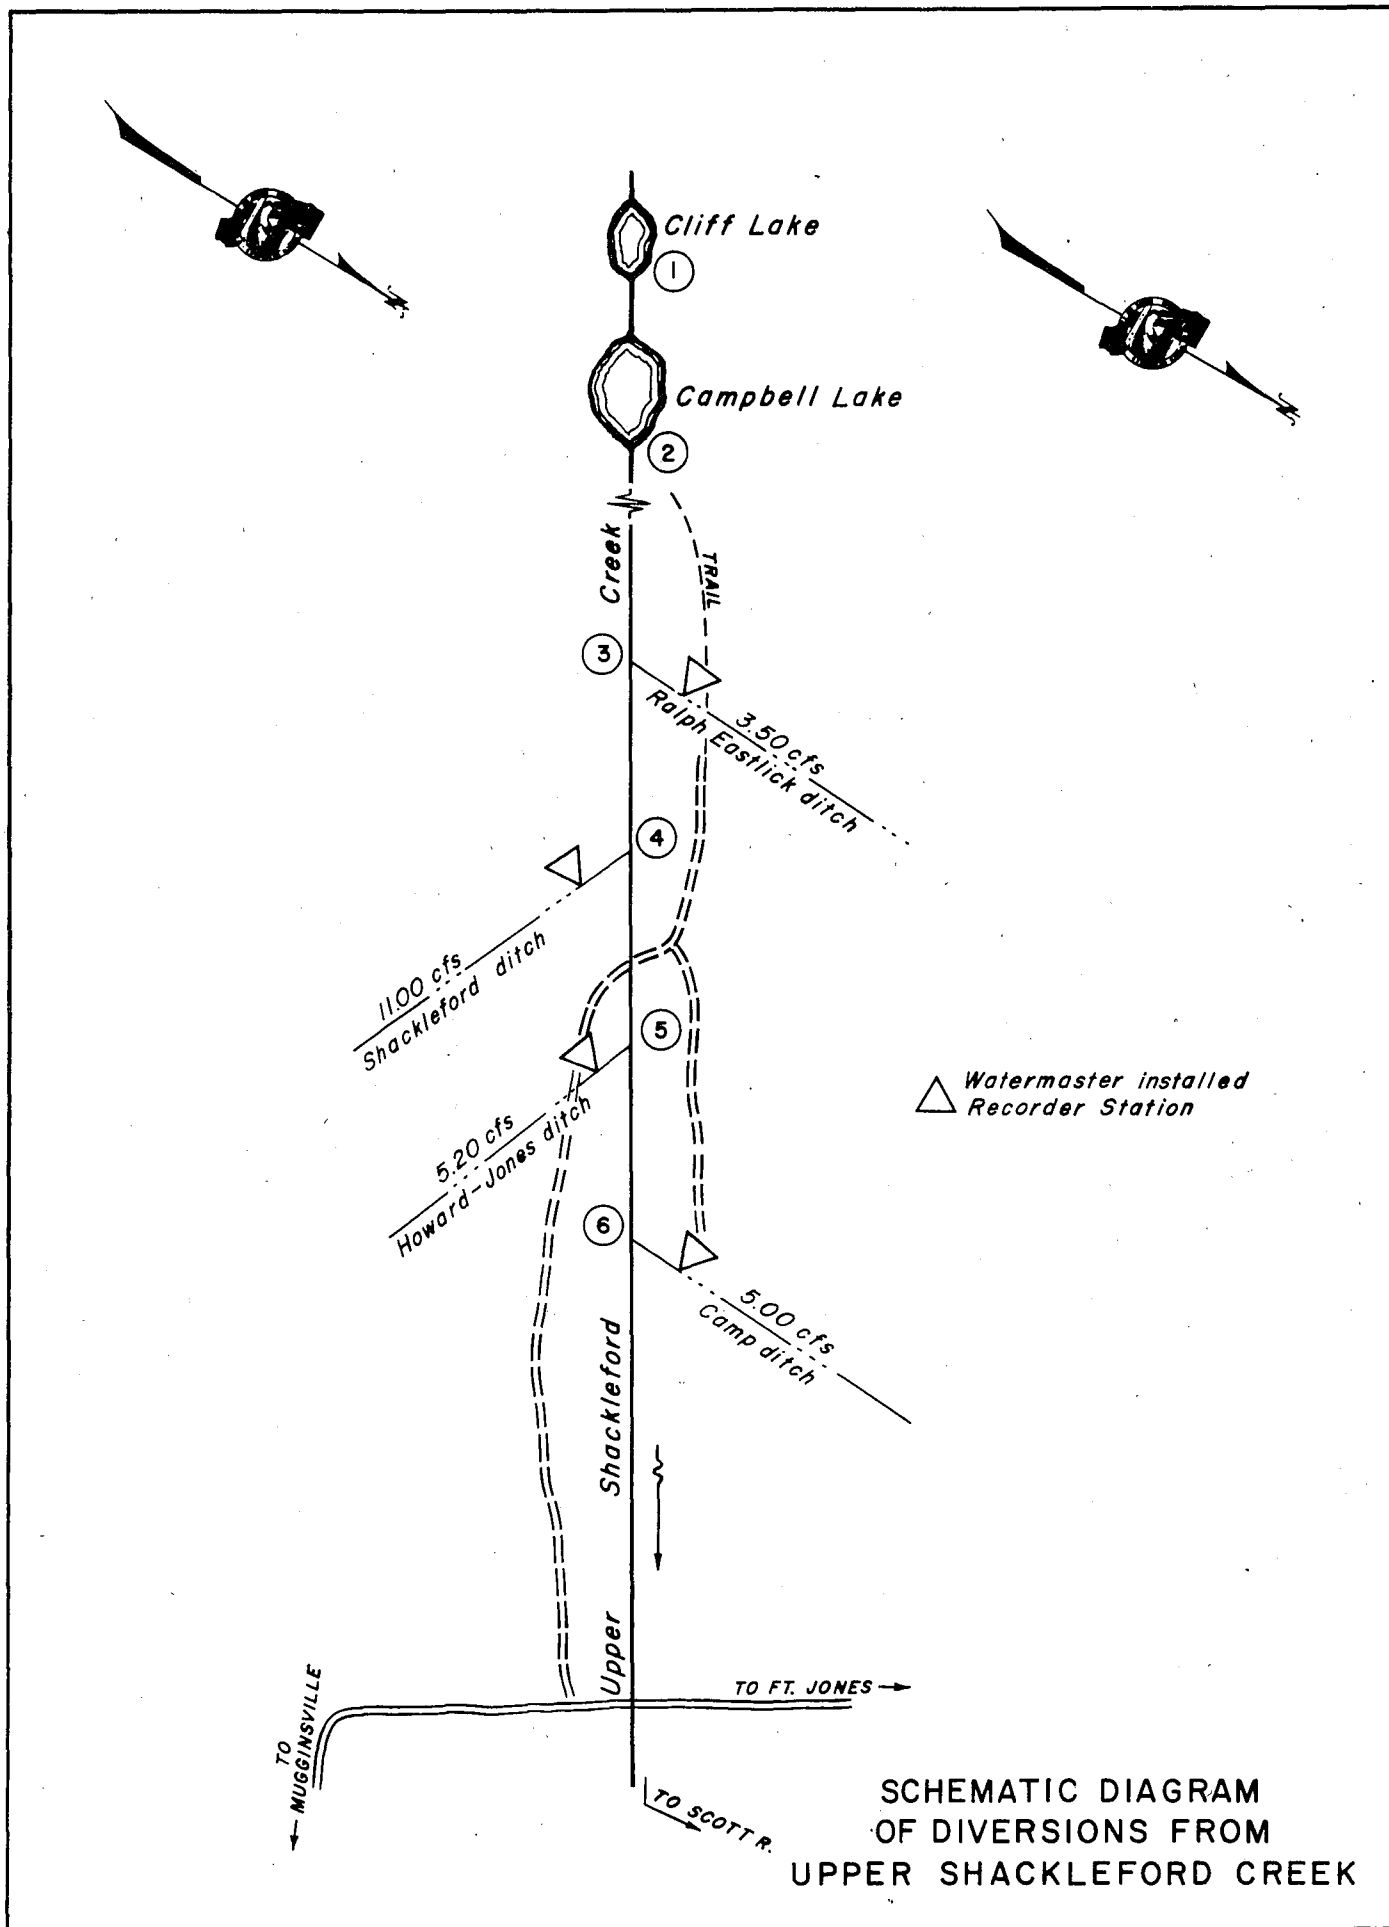 Cliff Lake
1
Campbell Lake
2
Creek
TRAIL
3
3.50 cfs
Ralph Eastlick ditch
4
11.00 cfs
Shackleford ditch
5
Watermaster installed
Recorder Station
5.20 cfs
Howard-Jones ditch
6
5.00 cfs
Camp ditch
Shackleford
Upper
TO FT. JONES
TO
MUGGINSVILLE
TO SCOTT R.
SCHEMATIC DIAGRAM
OF DIVERSIONS FROM
UPPER SHACKLEFORD CREEK